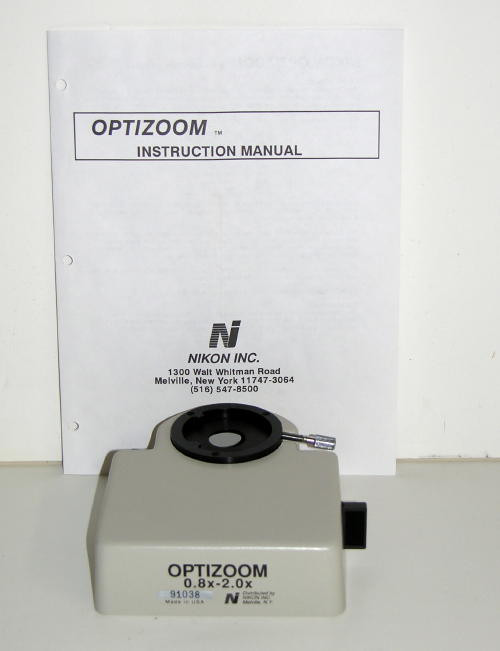 OPTIZOOM TM
INSTRUCTION MANUAL
NIKON INC.
1300 Walt Whitman Road
Melville, New York 11747-3064
(516) 547-8500
OPTIZOOM
0.8x-2.0x
91038
Made in USA
Distributed by
NIKON INC.
Melville, N.Y.